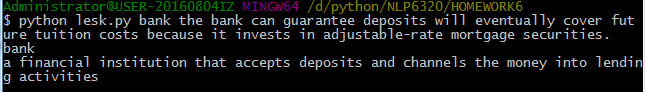 Administrator@USER-20160804IZ MINGW64 /d/python/NLP6320/HOMEWORK6
$ python lesk.py bank the bank can guarantee deposits will eventually cover fut
ure tuition costs because it invests in adjustable-rate mortgage securities.
bank
a financial institution that accepts deposits and channels the money into lendin
g activities